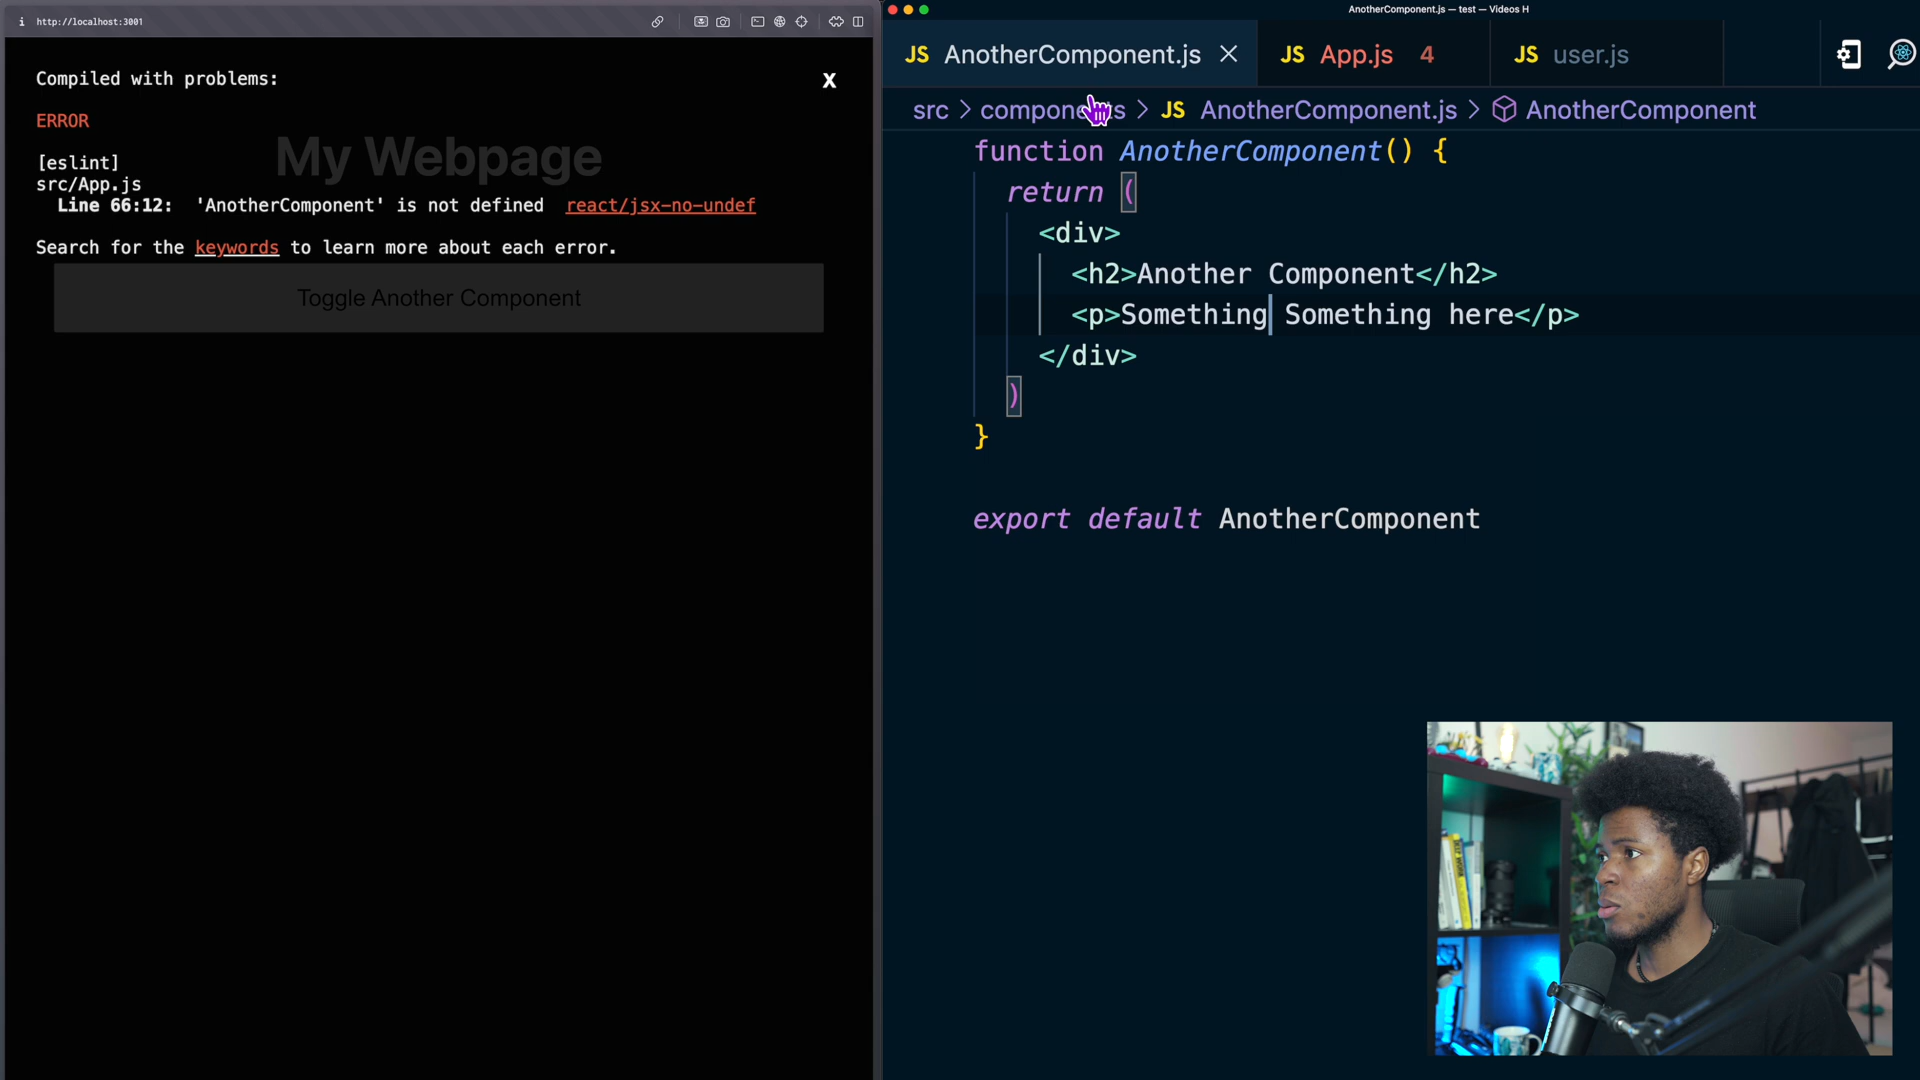 i http://localhost:3001
Compiled with problems:
X
ERROR
My Webpage
[eslint]
src/App.js
Line 66:12: 'AnotherComponent' is not defined react/jsx-no-undef
Search for the keywords to learn more about each error.
Toggle Another Component
AnotherComponent.js — test — Videos H
JS AnotherComponent.js
JS App.js 4
JS user.js
src > components > JS AnotherComponent.js > AnotherComponent
function AnotherComponent() {
return (
<div>
<h2>Another Component</h2>
<p>Something Something here</p>
</div>
)
}
export default AnotherComponent